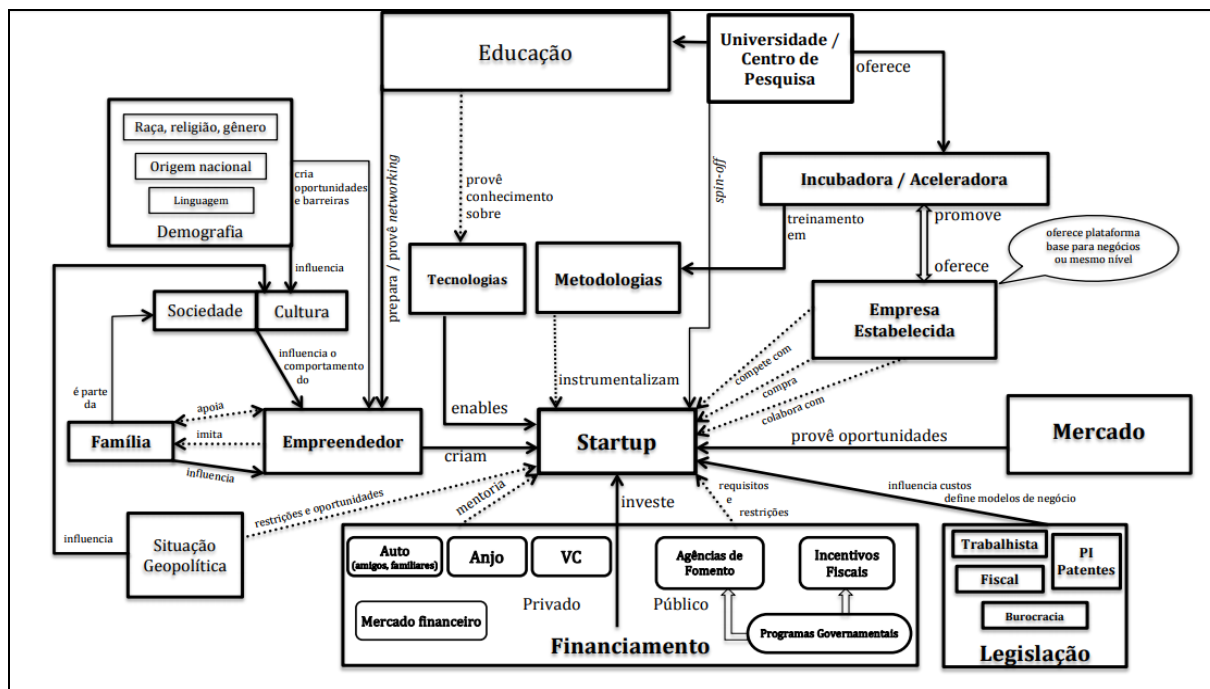 Educação
Universidade /
Centro de
Pesquisa
oferece
Raça, religião, gênero
Origem nacional
Linguagem
Demografia
cria
oportunidades
e barreiras
prepara / provê networking
provê
conhecimento
sobre
spin-off
Incubadora / Aceleradora
treinamento
em
promove
oferece
oferece plataforma
base para negócios
ou mesmo nível
influencia
Tecnologias
Metodologias
Sociedade
Cultura
Empresa
Estabelecida
influencia o
comportamento
do
é parte
da
instrumentalizam
compete com
compra
colabora com
apoia
imita
influencia
Família
Empreendedor
enables
criam
Startup
provê oportunidades
Mercado
restrições e oportunidades
mentoria
investe
requisitos
e
restrições
influencia custos
define modelos de negócio
influencia
Situação
Geopolítica
Auto
(amigos, familiares)
Anjo
VC
Agências de
Fomento
Incentivos
Fiscais
Mercado financeiro
Privado
Público
Programas Governamentais
Financiamento
Trabalhista
PI
Patentes
Fiscal
Burocracia
Legislação